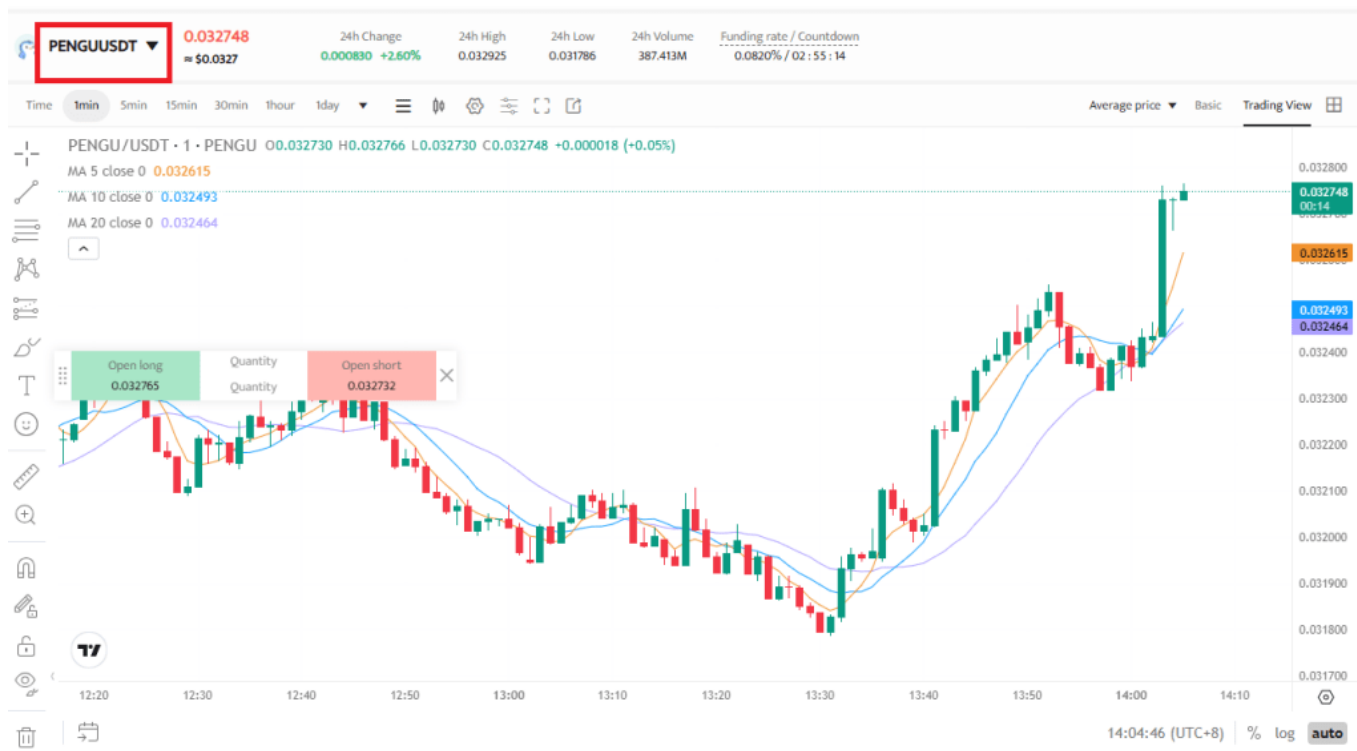 PENGUUSDT ▼
0.032748
≈ $0.0327
24h Change
0.000830 +2.60%
24h High
0.032925
24h Low
0.031786
24h Volume
387.413M
Funding rate / Countdown
0.0820% / 02:55:14
Time 1min 5min 15min 30min 1hour 1day ▼
Average price ▼ Basic Trading View
PENGU/USDT · 1 · PENGU O0.032730 H0.032766 L0.032730 C0.032748 +0.000018 (+0.05%)
MA 5 close 0 0.032615
MA 10 close 0 0.032493
MA 20 close 0 0.032464
Open long
0.032765
Quantity
Quantity
Open short
0.032732
0.032800
0.032748
00:14
0.032615
0.032493
0.032464
0.032400
0.032300
0.032200
0.032100
0.032000
0.031900
0.031800
0.031700
12:20 12:30 12:40 12:50 13:00 13:10 13:20 13:30 13:40 13:50 14:00 14:10
14:04:46 (UTC+8) % log auto